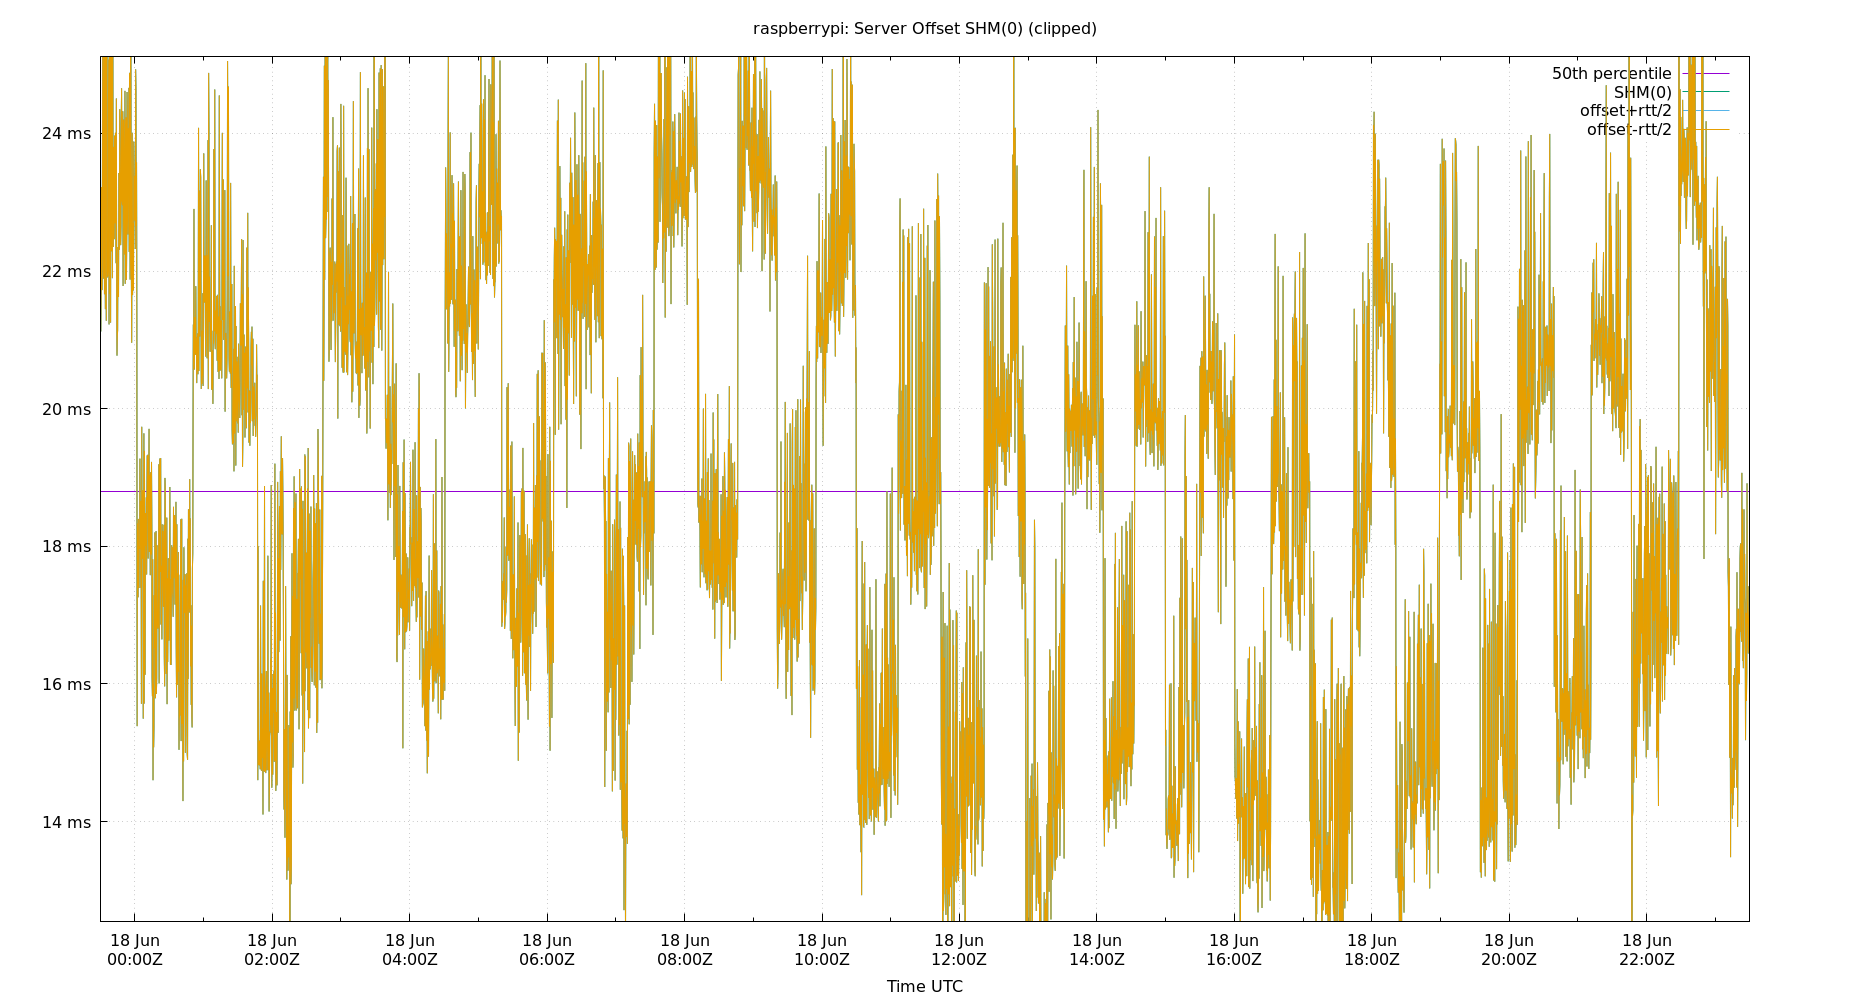 raspberrypi: Server Offset SHM(0) (clipped)
50th percentile
SHM(0)
offset+rtt/2
offset-rtt/2
24 ms
22 ms
20 ms
18 ms
16 ms
14 ms
18 Jun 18 Jun 18 Jun 18 Jun 18 Jun 18 Jun 18 Jun 18 Jun 18 Jun 18 Jun 18 Jun 18 Jun
00:00Z 02:00Z 04:00Z 06:00Z 08:00Z 10:00Z 12:00Z 14:00Z 16:00Z 18:00Z 20:00Z 22:00Z
Time UTC